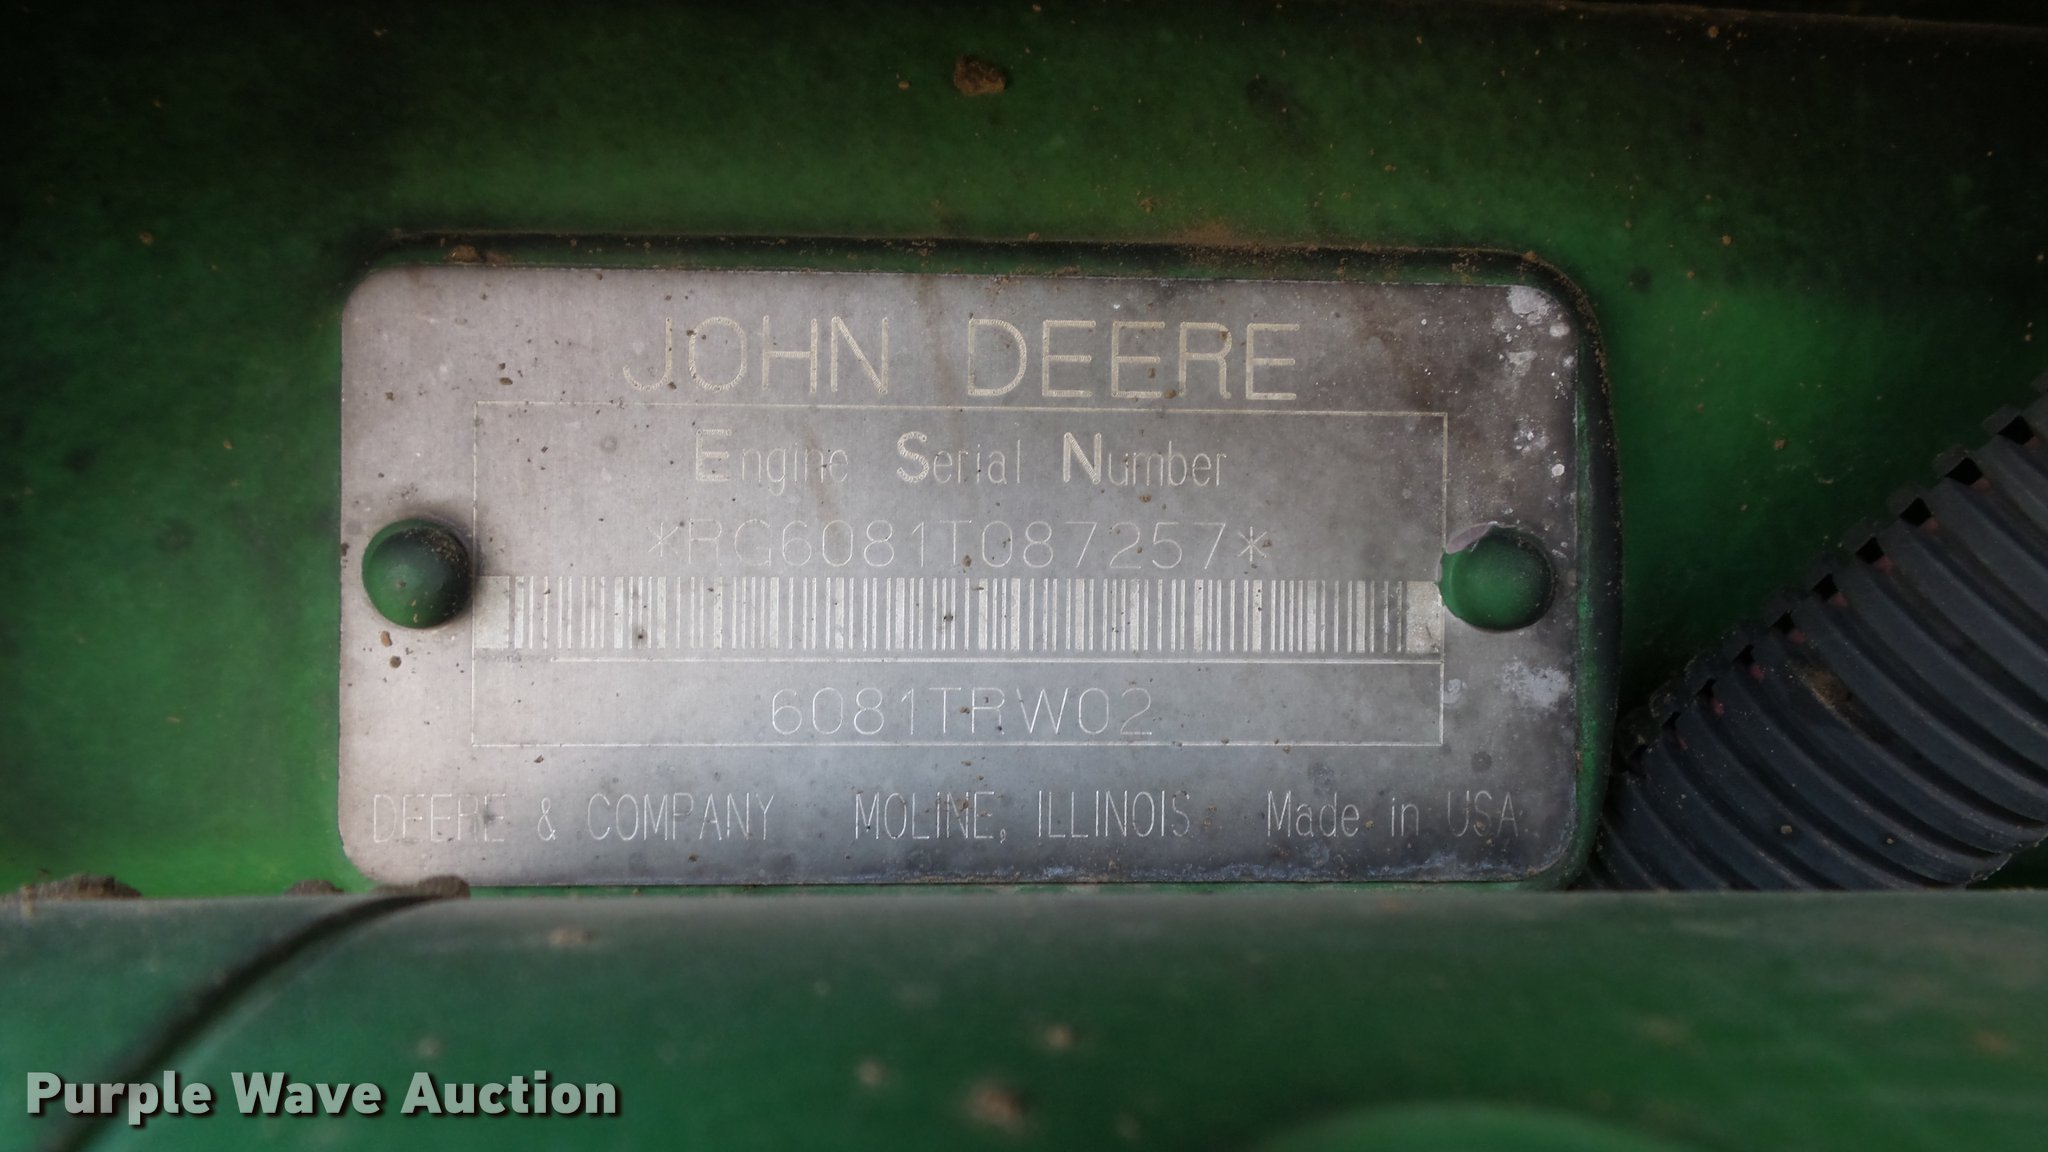 JOHN DEERE
Engine Serial Number
*RG6081T087257*
6081TRW02
DEERE & COMPANY MOLINE, ILLINOIS Made in USA
Purple Wave Auction